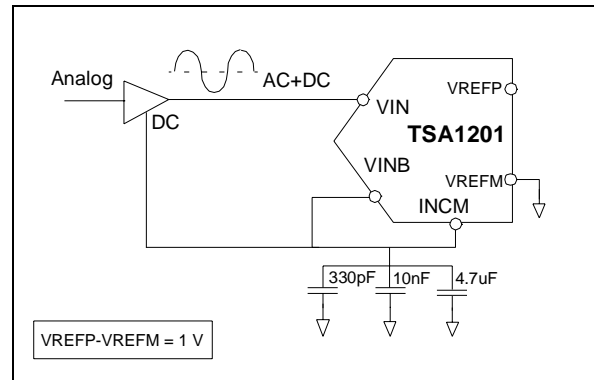 Analog
AC+DC
DC
VIN
VREFP
TSA1201
VINB
VREFM
INCM
330pF
10nF
4.7uF
VREFP-VREFM = 1 V